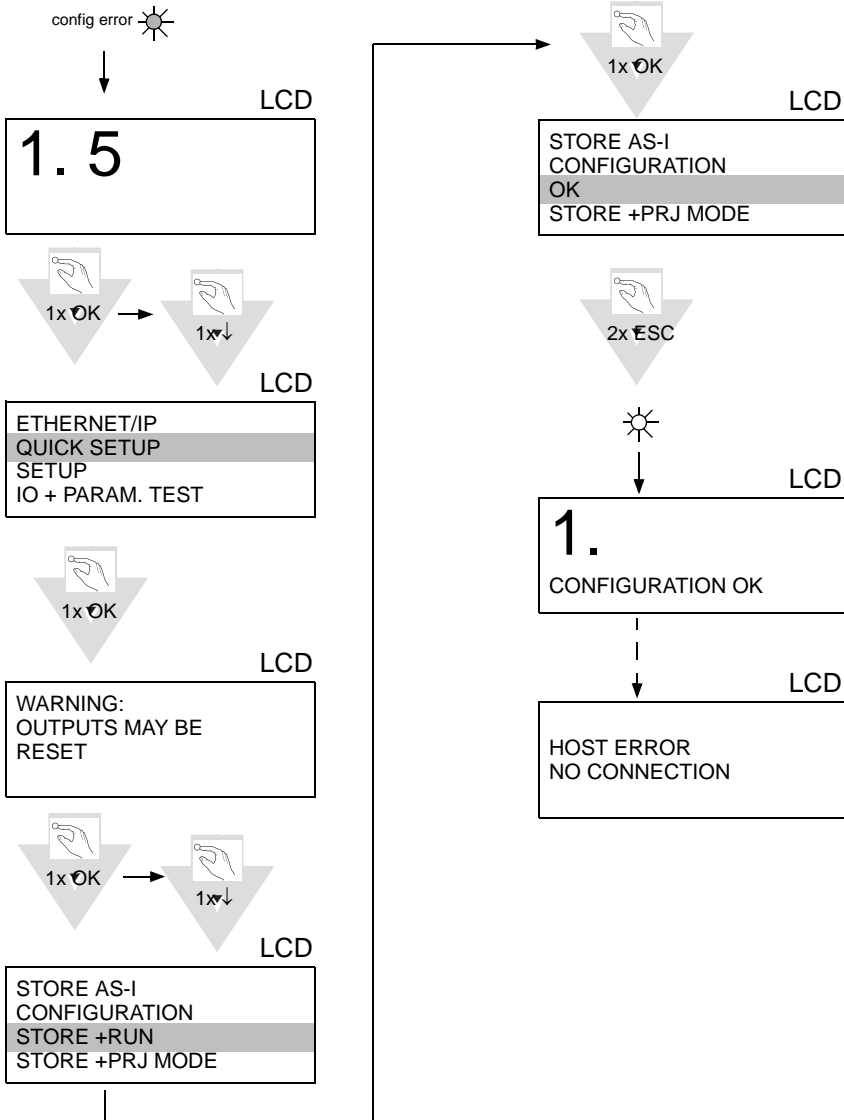 config error
LCD
1. 5
1x OK
1x ↓
LCD
ETHERNET/IP
QUICK SETUP
SETUP
IO + PARAM. TEST
1x OK
LCD
WARNING:
OUTPUTS MAY BE
RESET
1x OK
1x ↓
LCD
STORE AS-I
CONFIGURATION
STORE +RUN
STORE +PRJ MODE
1x OK
LCD
STORE AS-I
CONFIGURATION
OK
STORE +PRJ MODE
2x ESC
LCD
1.
CONFIGURATION OK
LCD
HOST ERROR
NO CONNECTION